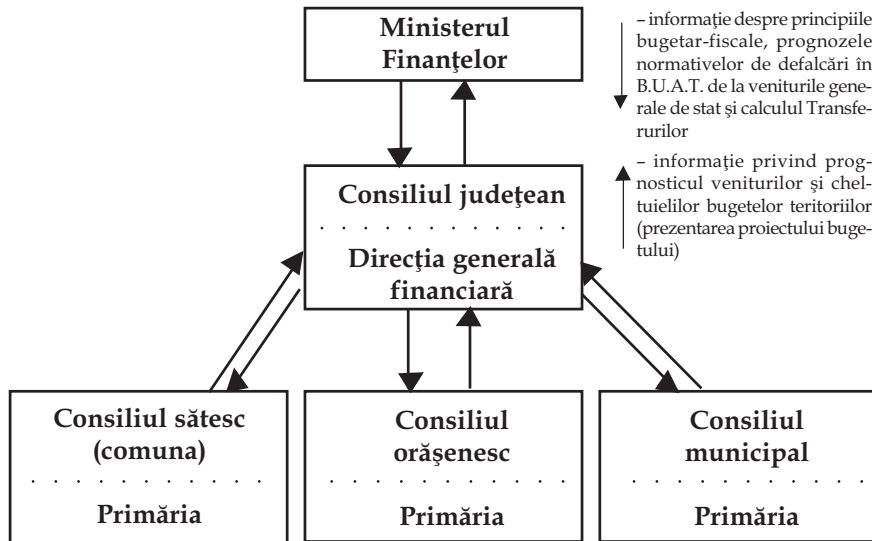 Ministerul
Finanţelor
– informaţie despre principiile
bugetar-fiscale, prognozele
normativelor de defalcări în
B.U.A.T. de la veniturile gene-
rale de stat şi calculul Transfe-
rurilor
– informaţie privind prog-
nosticul veniturilor şi chel-
tuielilor bugetelor teritoriilor
(prezentarea proiectului buge-
tului)
Consiliul judeţean
Direcţia generală
financiară
Consiliul sătesc
(comuna)
Primăria
Consiliul
orăşenesc
Primăria
Consiliul
municipal
Primăria